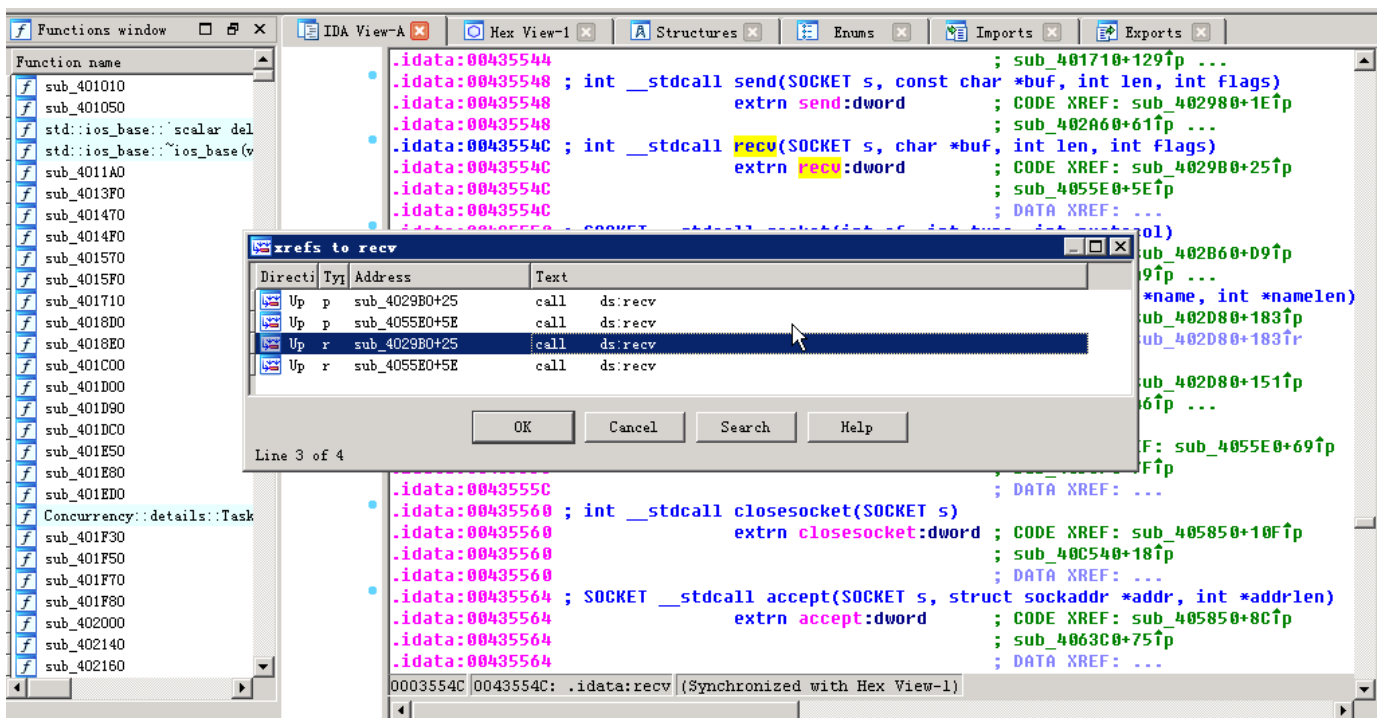 Functions window
IDA View-A Hex View-1 Structures Enums Imports Exports
Function name
sub_401010
sub_401050
std::ios_base::`scalar del
std::ios_base::~ios_base(v
sub_4011A0
sub_4013F0
sub_401470
sub_4014F0
sub_401570
sub_4015F0
sub_401710
sub_4018D0
sub_4018E0
sub_401C00
sub_401D00
sub_401D90
sub_401DC0
sub_401E50
sub_401E80
sub_401ED0
Concurrency::details::Task
sub_401F30
sub_401F50
sub_401F70
sub_401F80
sub_402000
sub_402140
sub_402160
.idata:00435544 ; sub_401710+129↑p ...
.idata:00435548 ; int __stdcall send(SOCKET s, const char *buf, int len, int flags)
.idata:00435548 extrn send:dword ; CODE XREF: sub_402980+1E↑p
.idata:00435548 ; sub_402A60+61↑p ...
.idata:0043554C ; int __stdcall recv(SOCKET s, char *buf, int len, int flags)
.idata:0043554C extrn recv:dword ; CODE XREF: sub_4029B0+25↑p
.idata:0043554C ; sub_4055E0+5E↑p
.idata:0043554C ; DATA XREF: ...
ub_402B60+D9↑p
9↑p ...
*name, int *namelen)
ub_402D80+183↑p
ub_402D80+183↑r
ub_402D80+151↑p
6↑p ...
F: sub_4055E0+69↑p
F↑p
xrefs to recv
Directi Typ Address Text
Up p sub_4029B0+25 call ds:recv
Up p sub_4055E0+5E call ds:recv
Up r sub_4029B0+25 call ds:recv
Up r sub_4055E0+5E call ds:recv
OK Cancel Search Help
Line 3 of 4
.idata:0043555C ; DATA XREF: ...
.idata:00435560 ; int __stdcall closesocket(SOCKET s)
.idata:00435560 extrn closesocket:dword ; CODE XREF: sub_405850+10F↑p
.idata:00435560 ; sub_40C540+18↑p
.idata:00435560 ; DATA XREF: ...
.idata:00435564 ; SOCKET __stdcall accept(SOCKET s, struct sockaddr *addr, int *addrlen)
.idata:00435564 extrn accept:dword ; CODE XREF: sub_405850+8C↑p
.idata:00435564 ; sub_4063C0+75↑p
.idata:00435564 ; DATA XREF: ...
0003554C 0043554C: .idata:recv (Synchronized with Hex View-1)